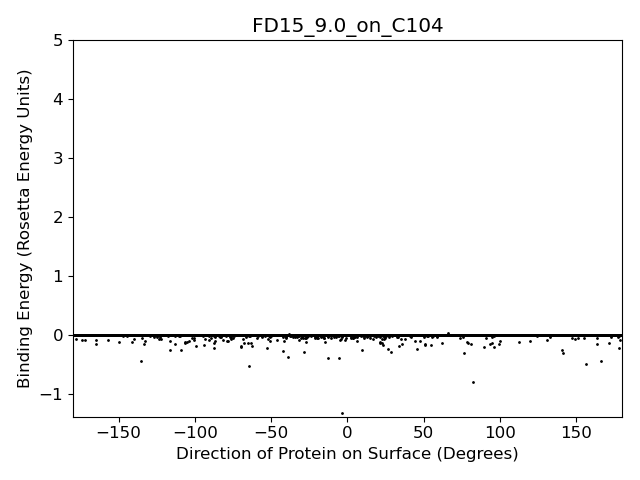 FD15_9.0_on_C104
Binding Energy (Rosetta Energy Units)
5
4
3
2
1
0
−1
−150 −100 −50 0 50 100 150
Direction of Protein on Surface (Degrees)